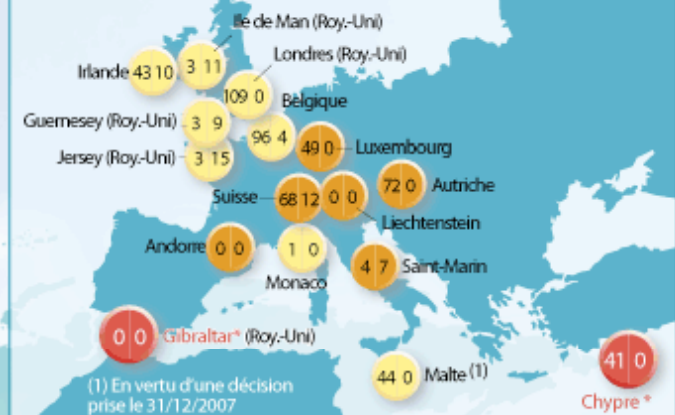 Ile de Man (Roy.-Uni)
Londres (Roy.-Uni)
Irlande 43 10
3 11
109 0
Belgique
Guernesey (Roy.-Uni) 3 9
96 4
49 0 Luxembourg
Jersey (Roy.-Uni) 3 15
72 0 Autriche
Suisse 68 12
0 0
Liechtenstein
Andorre 0 0
1 0
4 7 Saint-Marin
Monaco
0 0 Gibraltar* (Roy.-Uni)
41 0
44 0 Malte (1)
(1) En vertu d'une décision
prise le 31/12/2007
Chypre *